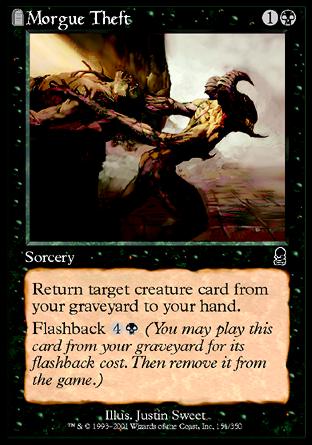 Morgue Theft 1
Sorcery
Return target creature card from
your graveyard to your hand.
Flashback 4 (You may play this
card from your graveyard for its
flashback cost. Then remove it from
the game.)
Illus. Justin Sweet
™ & © 1993–2001 Wizards of the Coast, Inc. 151/350